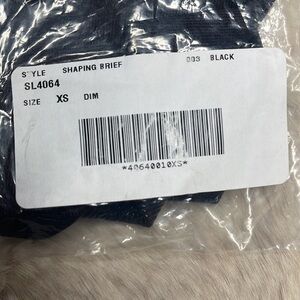 STYLE SHAPING BRIEF 003 BLACK
SL4064
SIZE XS DIM
*40640010XS*